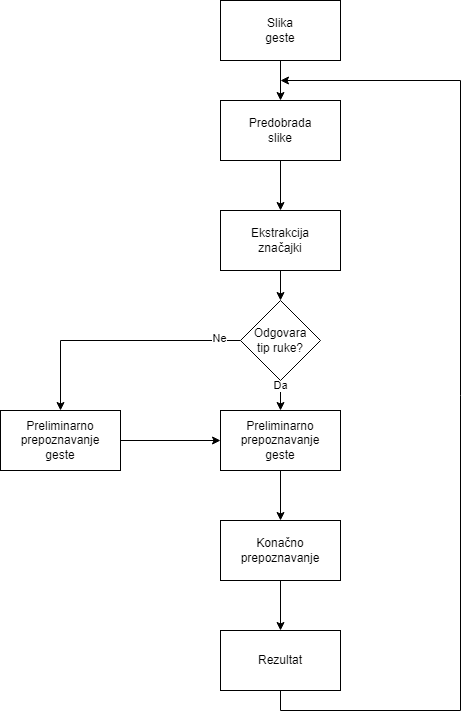 Slika
geste
Predobrada
slike
Ekstrakcija
značajki
Odgovara
tip ruke?
Ne
Da
Preliminarno
prepoznavanje
geste
Preliminarno
prepoznavanje
geste
Konačno
prepoznavanje
Rezultat